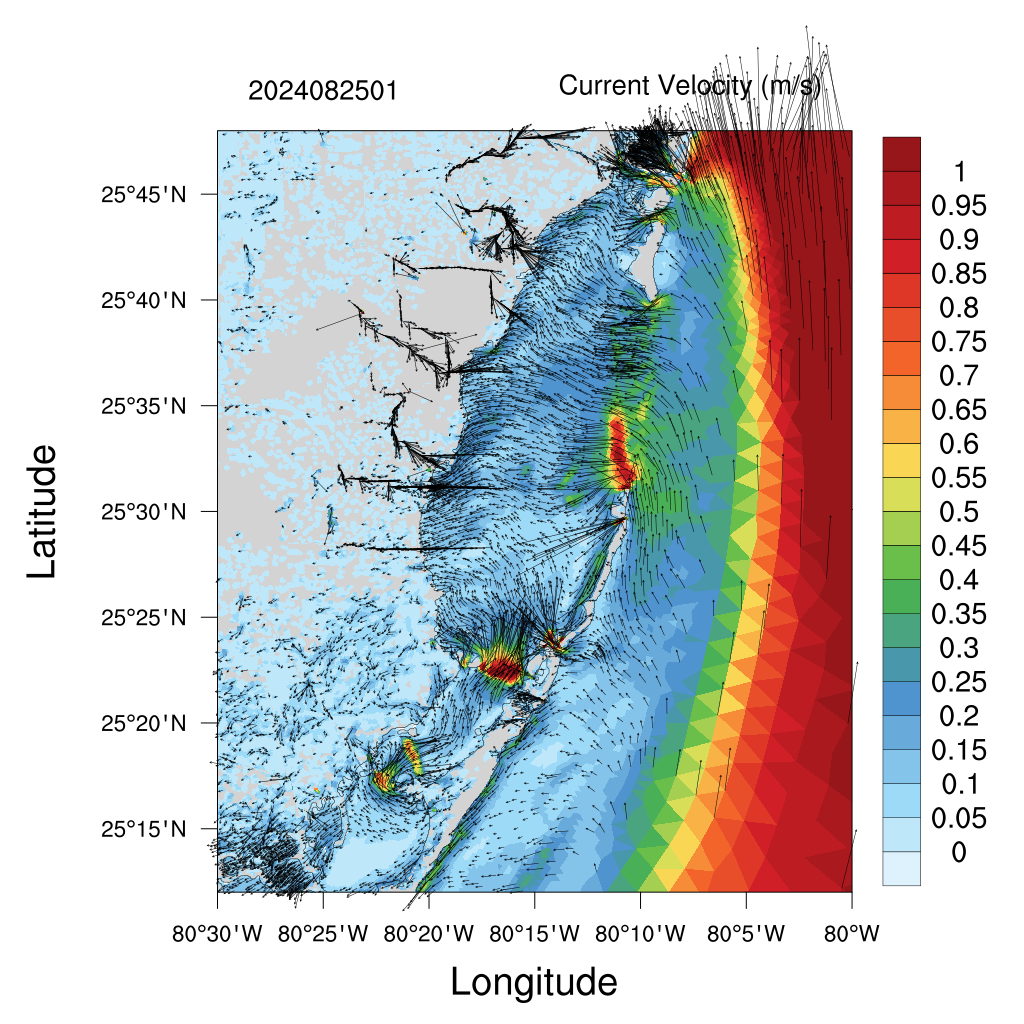 2024082501
Current Velocity (m/s)
25°45'N
25°40'N
25°35'N
25°30'N
25°25'N
25°20'N
25°15'N
Latitude
80°30'W 80°25'W 80°20'W 80°15'W 80°10'W 80°5'W 80°W
Longitude
1
0.95
0.9
0.85
0.8
0.75
0.7
0.65
0.6
0.55
0.5
0.45
0.4
0.35
0.3
0.25
0.2
0.15
0.1
0.05
0